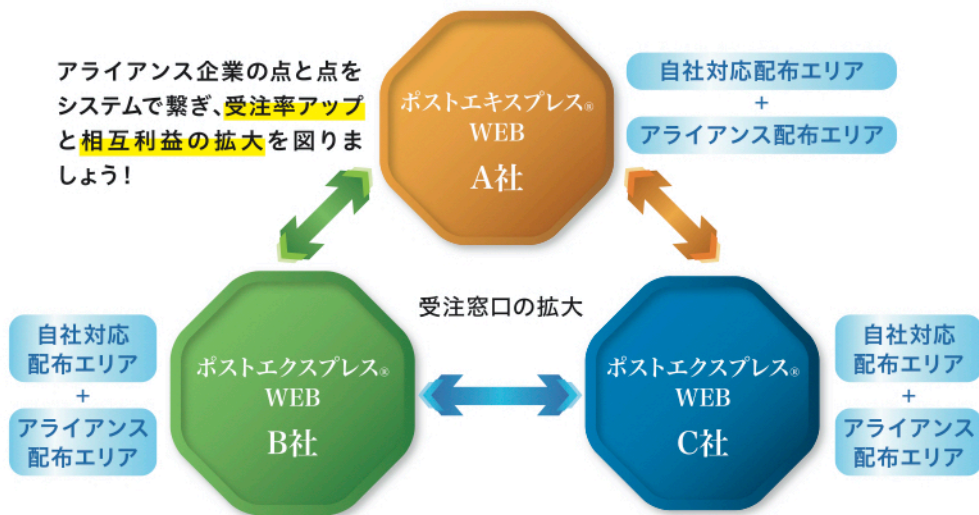 アライアンス企業の点と点を
システムで繋ぎ、受注率アップ
と相互利益の拡大を図りま
しょう！
ポストエキスプレス®
WEB
A社
自社対応配布エリア
+
アライアンス配布エリア
受注窓口の拡大
自社対応
配布エリア
+
アライアンス
配布エリア
ポストエクスプレス®
WEB
B社
ポストエクスプレス®
WEB
C社
自社対応
配布エリア
+
アライアンス
配布エリア